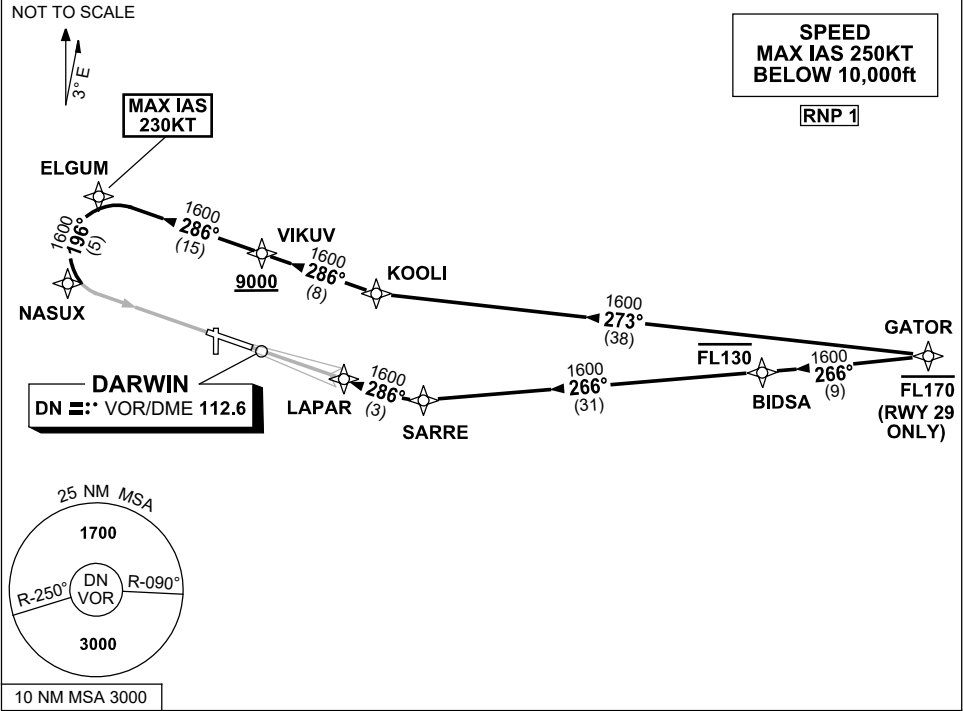 NOT TO SCALE
3° E
SPEED
MAX IAS 250KT
BELOW 10,000ft
RNP 1
MAX IAS
230KT
ELGUM
1600
286°
(15)
VIKUV
9000
1600
286°
(8)
KOOLI
1600
273°
(38)
GATOR
FL170
(RWY 29
ONLY)
1600
196°
(5)
NASUX
FL130
1600
266°
(9)
BIDSA
1600
266°
(31)
SARRE
1600
286°
(3)
LAPAR
DARWIN
DN VOR/DME 112.6
25 NM MSA
1700
R-250°
DN
VOR
R-090°
3000
10 NM MSA 3000